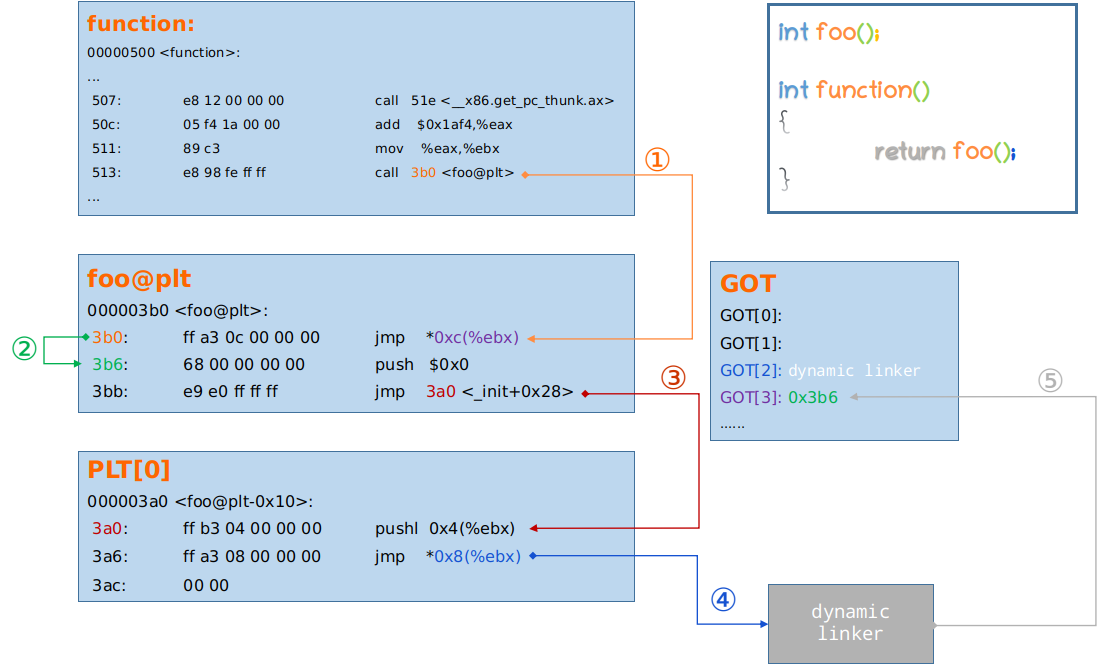 function:
00000500 <function>:
...
507: e8 12 00 00 00 call 51e <__x86.get_pc_thunk.ax>
50c: 05 f4 1a 00 00 add $0x1af4,%eax
511: 89 c3 mov %eax,%ebx
513: e8 98 fe ff ff call 3b0 <foo@plt>
...
int foo();
int function()
{
return foo();
}
①
foo@plt
000003b0 <foo@plt>:
3b0: ff a3 0c 00 00 00 jmp *0xc(%ebx)
3b6: 68 00 00 00 00 push $0x0
3bb: e9 e0 ff ff ff jmp 3a0 <_init+0x28>
②
③
GOT
GOT[0]:
GOT[1]:
GOT[2]: dynamic linker
GOT[3]: 0x3b6
......
⑤
PLT[0]
000003a0 <foo@plt-0x10>:
3a0: ff b3 04 00 00 00 pushl 0x4(%ebx)
3a6: ff a3 08 00 00 00 jmp *0x8(%ebx)
3ac: 00 00
④
dynamic
linker